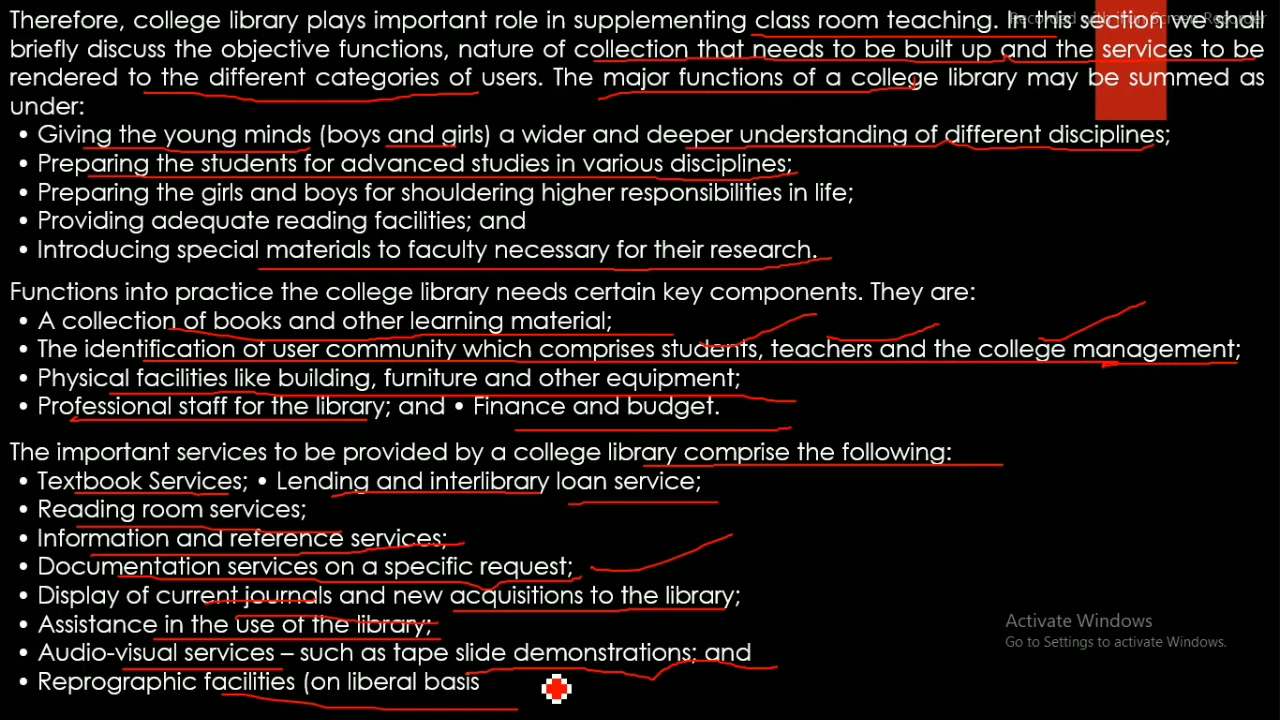 Therefore, college library plays important role in supplementing class room teaching. In this section we shall
briefly discuss the objective functions, nature of collection that needs to be built up and the services to be
rendered to the different categories of users. The major functions of a college library may be summed as
under:
• Giving the young minds (boys and girls) a wider and deeper understanding of different disciplines;
• Preparing the students for advanced studies in various disciplines;
• Preparing the girls and boys for shouldering higher responsibilities in life;
• Providing adequate reading facilities; and
• Introducing special materials to faculty necessary for their research.
Functions into practice the college library needs certain key components. They are:
• A collection of books and other learning material;
• The identification of user community which comprises students, teachers and the college management;
• Physical facilities like building, furniture and other equipment;
• Professional staff for the library; and • Finance and budget.
The important services to be provided by a college library comprise the following:
• Textbook Services; • Lending and interlibrary loan service;
• Reading room services;
• Information and reference services;
• Documentation services on a specific request;
• Display of current journals and new acquisitions to the library;
• Assistance in the use of the library;
• Audio-visual services – such as tape slide demonstrations; and
• Reprographic facilities (on liberal basis
Recorded with Screen Recorder
Activate Windows
Go to Settings to activate Windows.